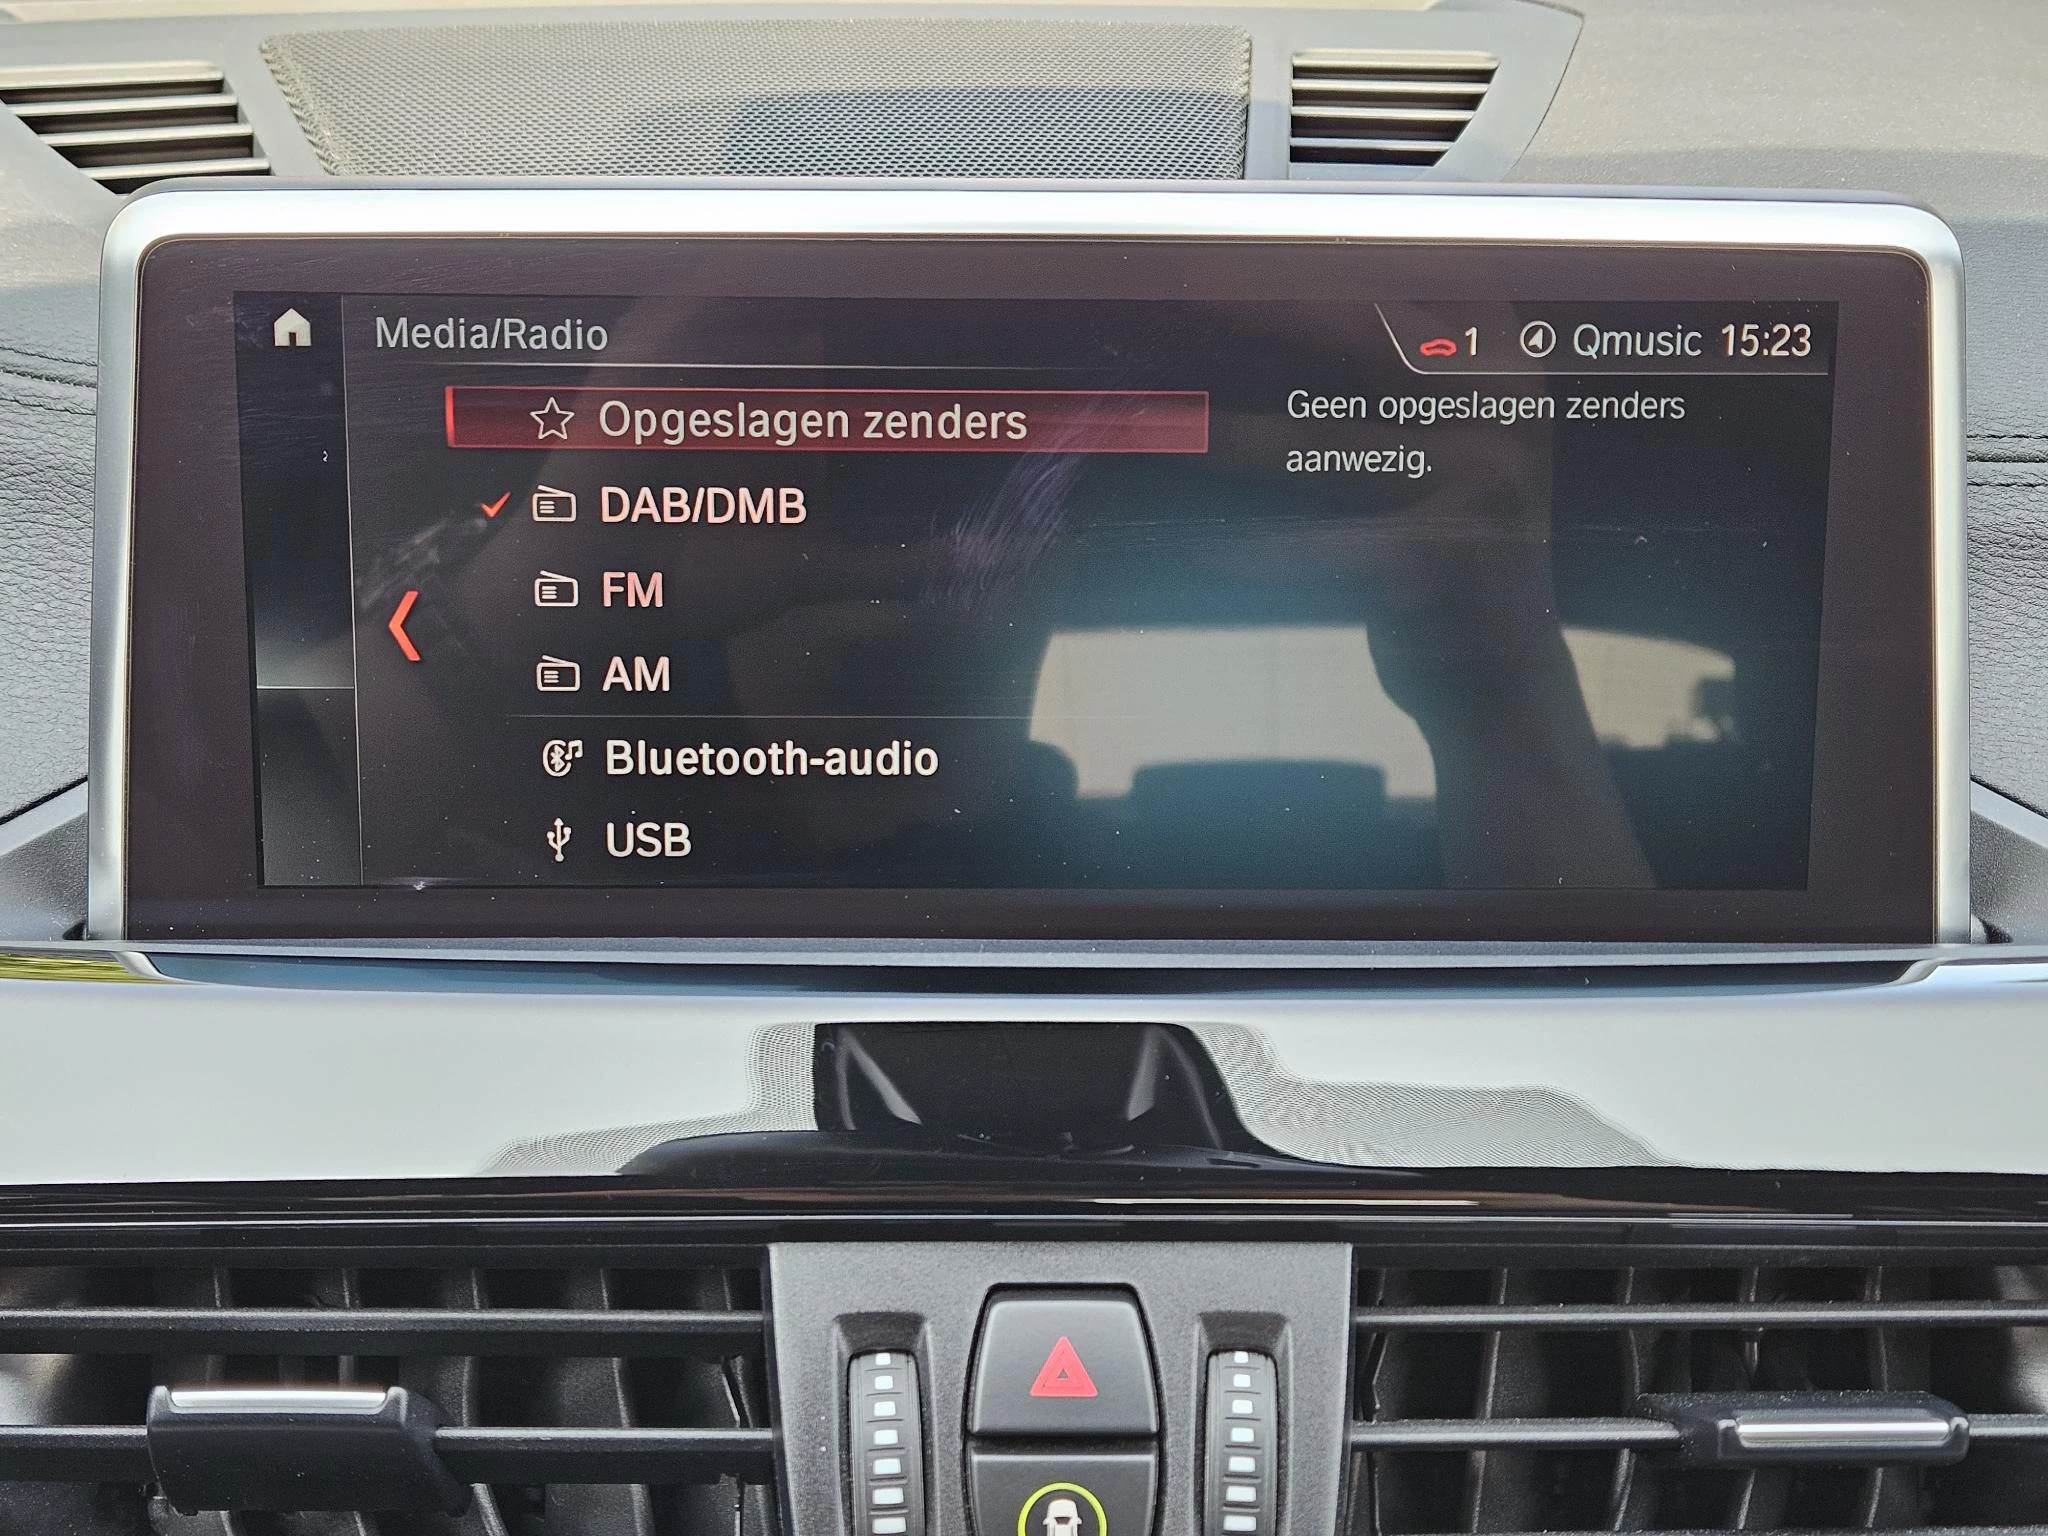 Media/Radio
1 Qmusic 15:23
Opgeslagen zenders
DAB/DMB
FM
AM
Bluetooth-audio
USB
Geen opgeslagen zenders
aanwezig.